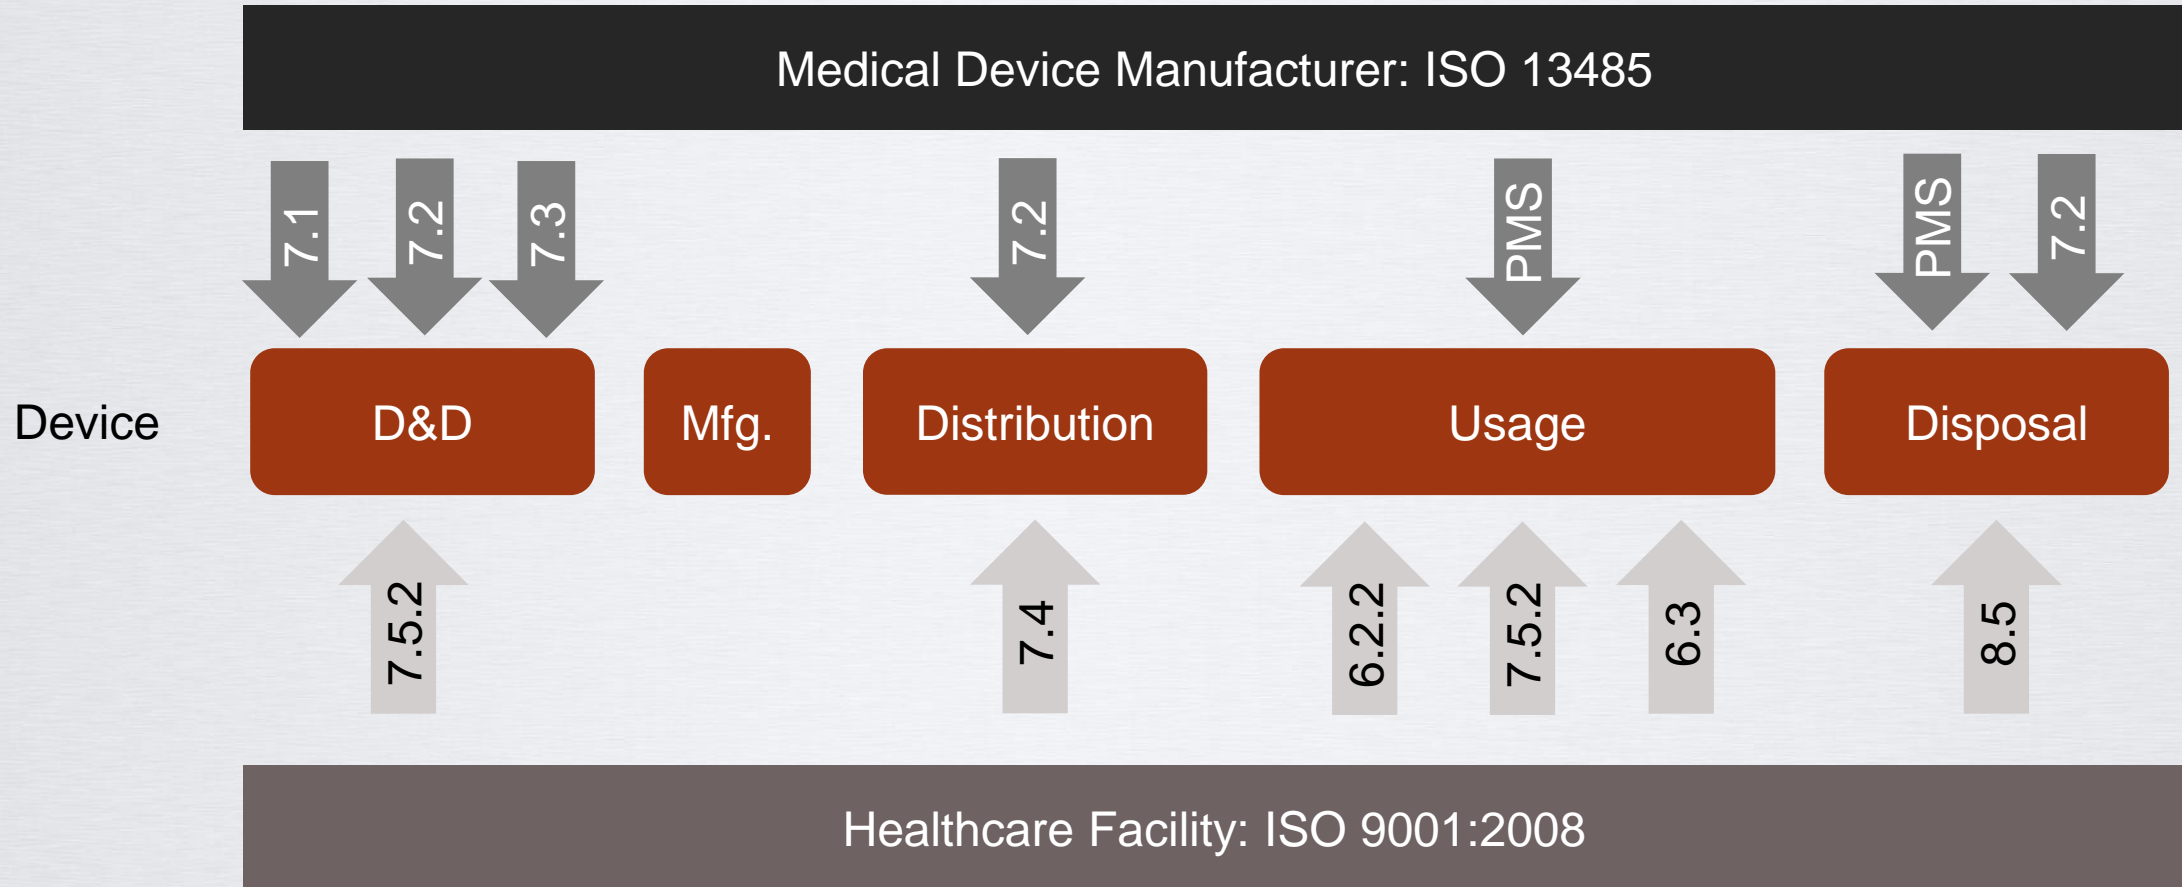 Medical Device Manufacturer: ISO 13485
7.1
7.2
7.3
7.2
PMS
PMS
7.2
Device
D&D
Mfg.
Distribution
Usage
Disposal
7.5.2
7.4
6.2.2
7.5.2
6.3
8.5
Healthcare Facility: ISO 9001:2008